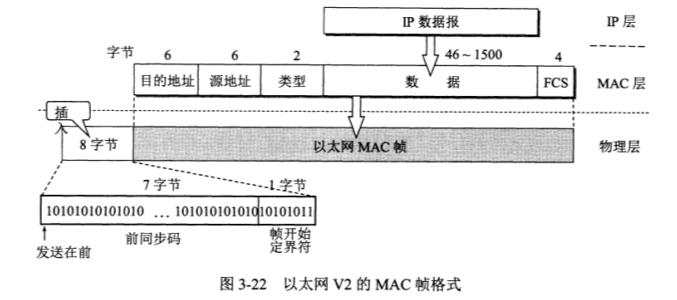 IP 数据报
IP 层
字节
6
6
2
46~1500
4
目的地址
源地址
类型
数 据
FCS
MAC 层
插
入
8 字节
以太网 MAC 帧
物理层
7 字节
1 字节
10101010101010 … 10101010101010101011
前同步码
帧开始
定界符
发送在前
图 3-22 以太网 V2 的 MAC 帧格式